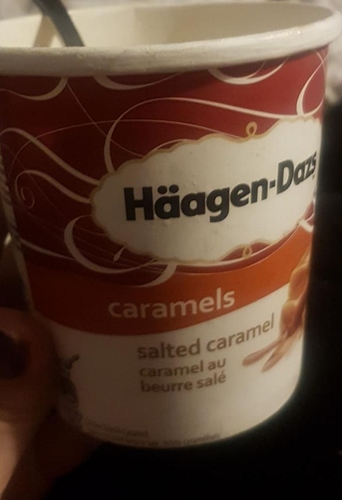 Häagen-Dazs
caramels
salted caramel
caramel au
beurre salé